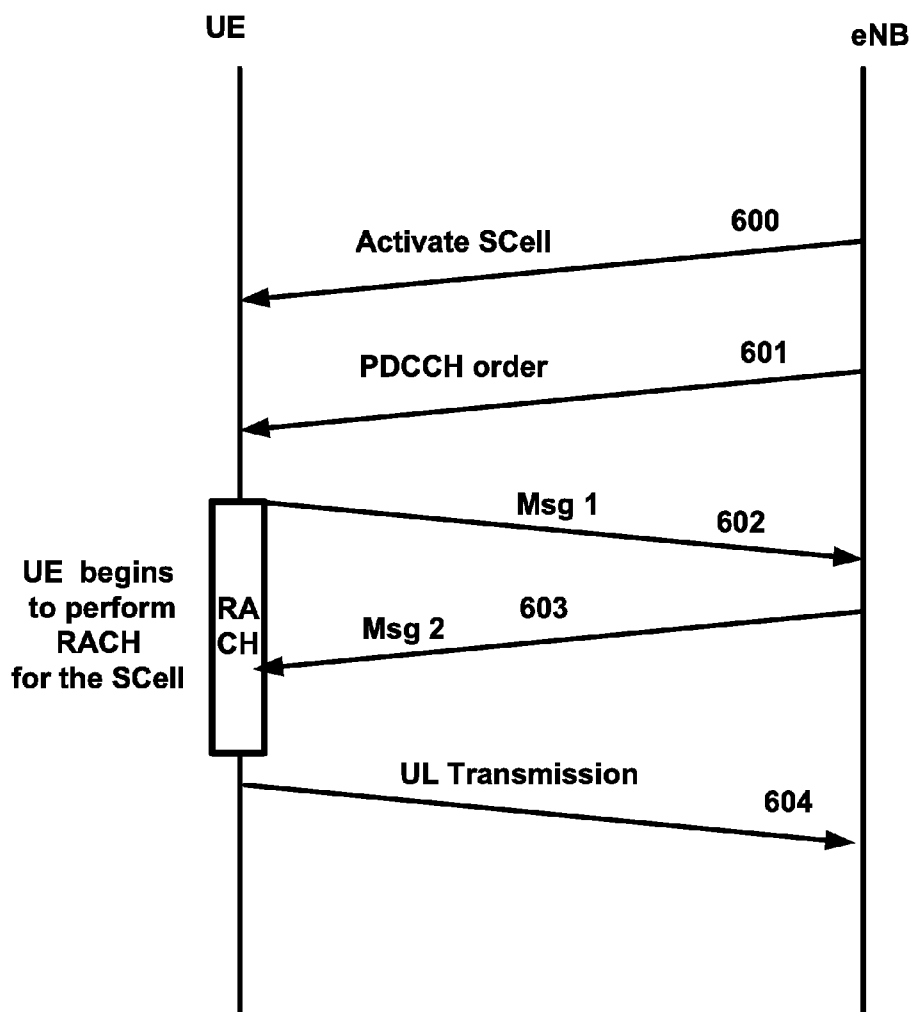 UE
eNB
600
Activate SCell
601
PDCCH order
Msg 1
602
UE begins
to perform
RACH
for the SCell
RA
CH
603
Msg 2
UL Transmission
604